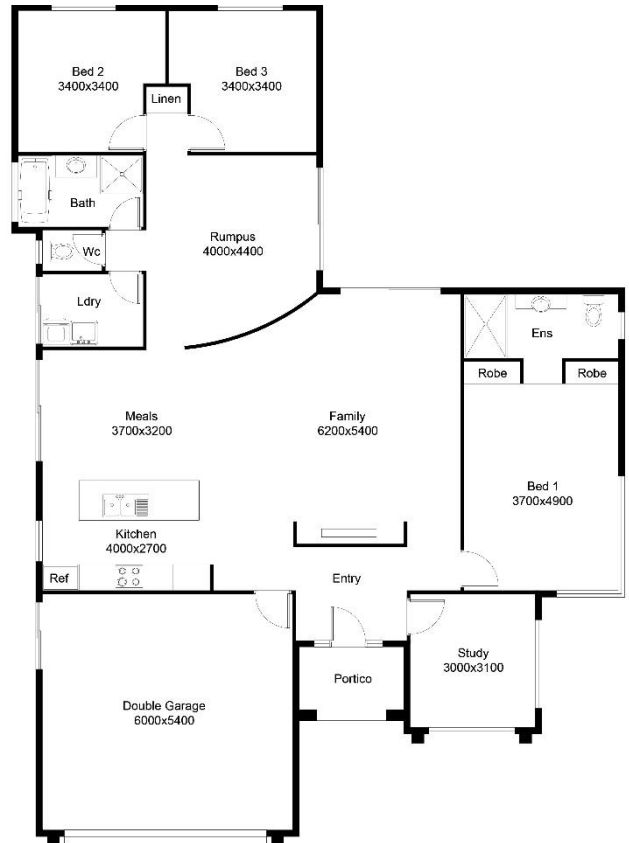 Bed 2
3400x3400
Bed 3
3400x3400
Linen
Bath
Rumpus
4000x4400
Wc
Ldry
Ens
Robe
Robe
Meals
3700x3200
Family
6200x5400
Bed 1
3700x4900
Kitchen
4000x2700
Ref
Entry
Study
3000x3100
Portico
Double Garage
6000x5400